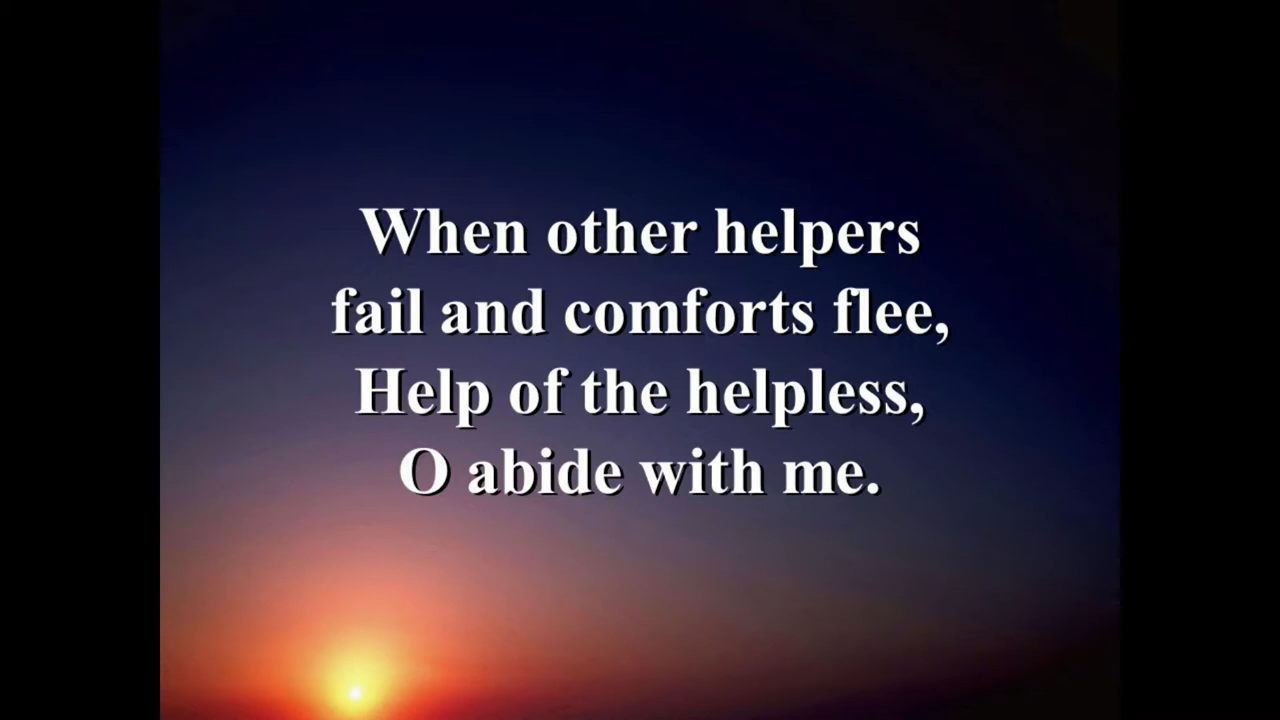 When other helpers
fail and comforts flee,
Help of the helpless,
O abide with me.